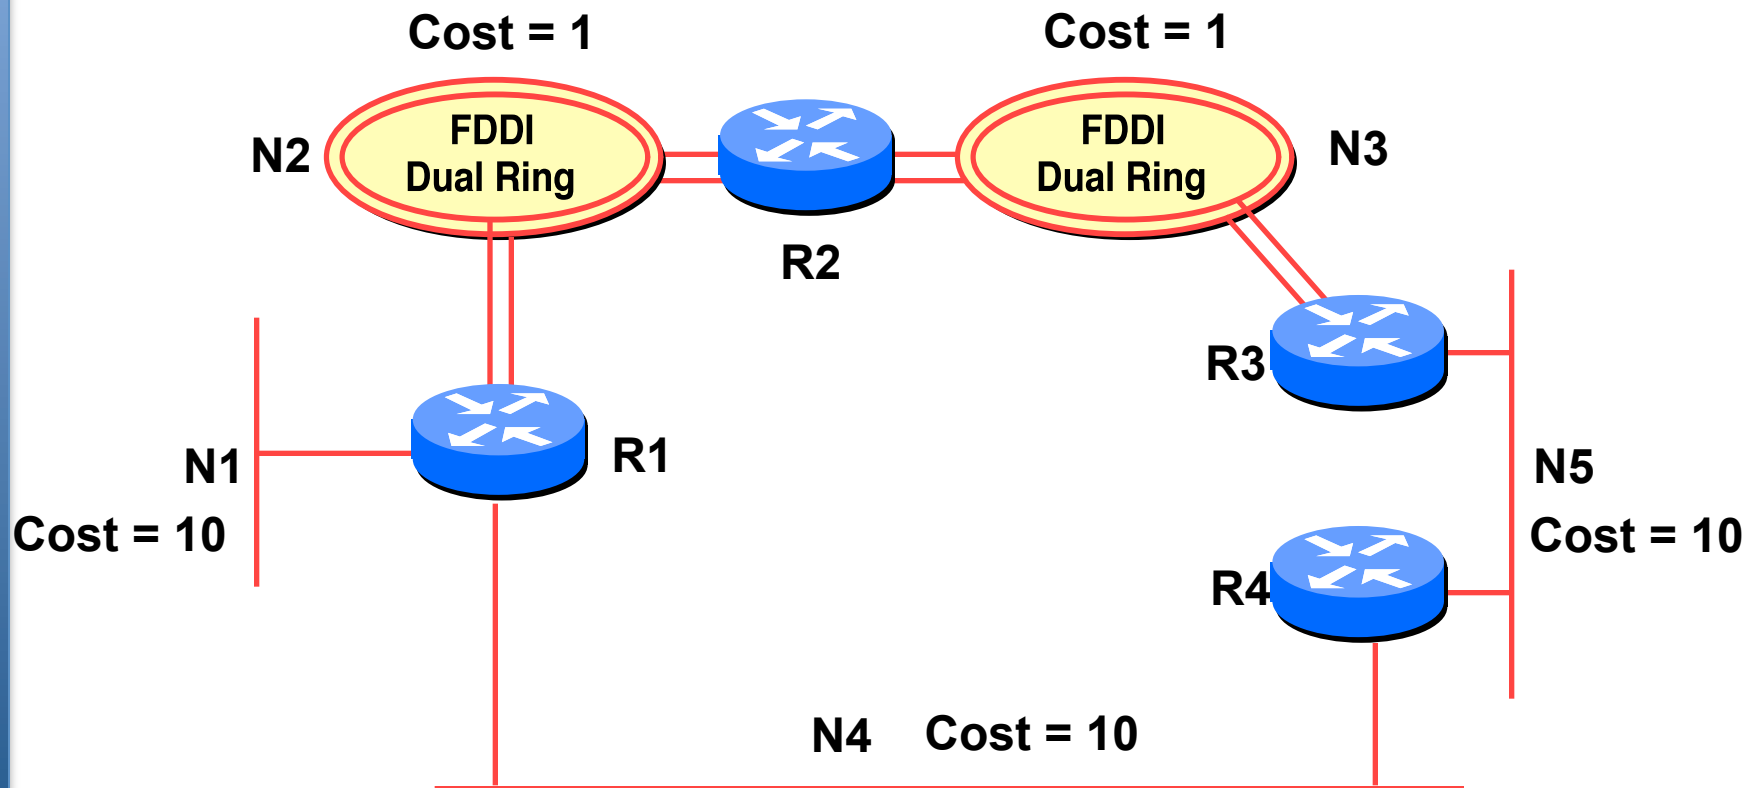 Cost = 1
Cost = 1
N2
FDDI
Dual Ring
FDDI
Dual Ring
N3
R2
R3
N1
R1
N5
Cost = 10
Cost = 10
R4
N4
Cost = 10